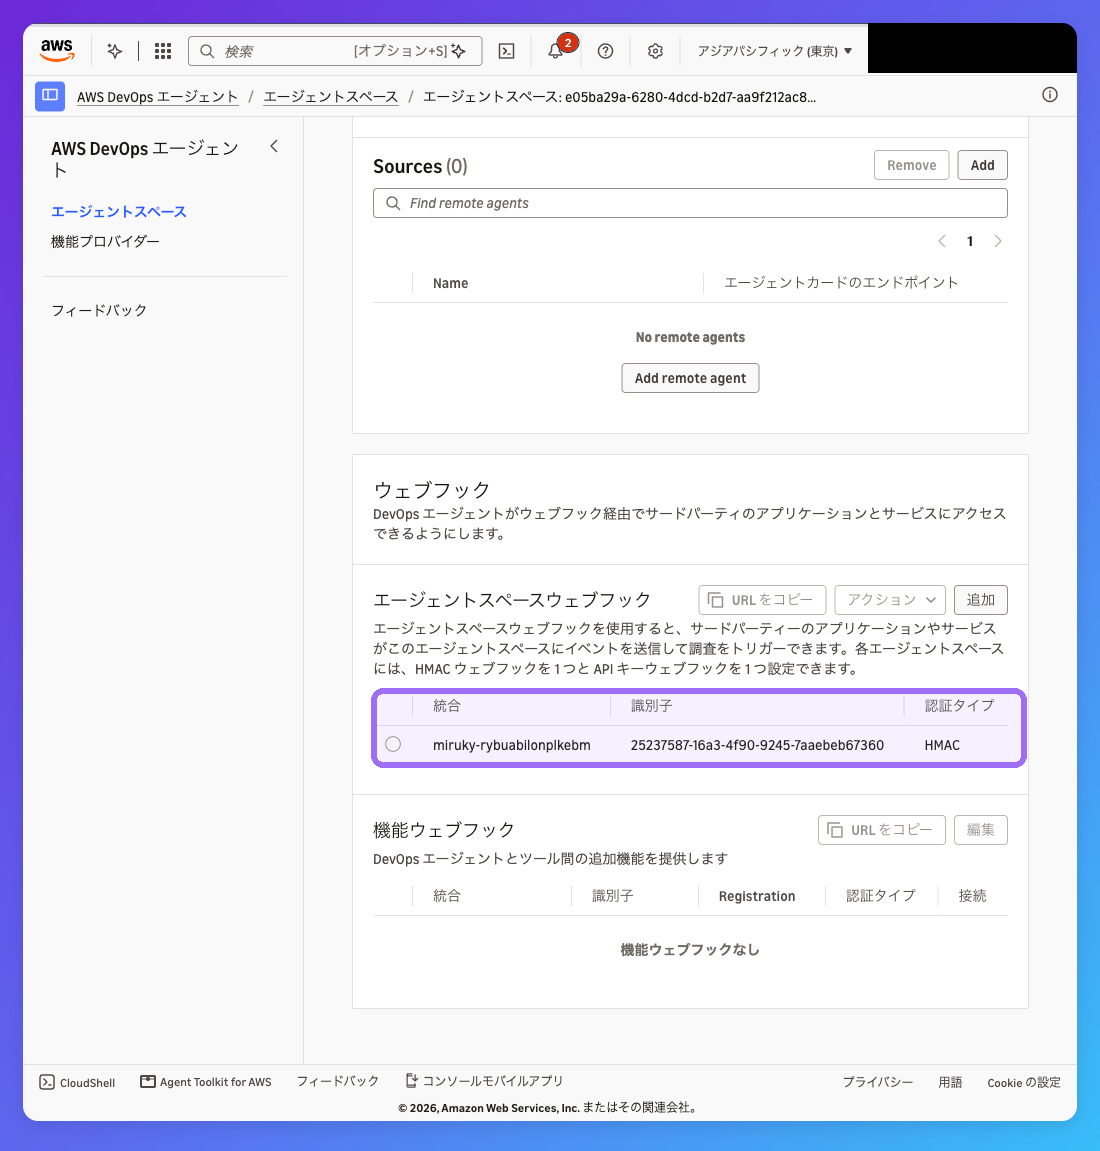 aws
検索
[オプション+S]
2
アジアパシフィック (東京) ▼
AWS DevOps エージェント / エージェントスペース / エージェントスペース: e05ba29a-6280-4dcd-b2d7-aa9f212ac8...
AWS DevOps エージェン
ト
エージェントスペース
機能プロバイダー
フィードバック
Sources (0)
Remove
Add
Find remote agents
1
Name
エージェントカードのエンドポイント
No remote agents
Add remote agent
ウェブフック
DevOps エージェントがウェブフック経由でサードパーティのアプリケーションとサービスにアクセス
できるようにします。
エージェントスペースウェブフック
URL をコピー
アクション
追加
エージェントスペースウェブフックを使用すると、サードパーティーのアプリケーションやサービス
がこのエージェントスペースにイベントを送信して調査をトリガーできます。各エージェントスペース
には、HMAC ウェブフックを 1 つと API キーウェブフックを 1 つ設定できます。
統合
識別子
認証タイプ
miruky-rybuabilonplkebm
25237587-16a3-4f90-9245-7aaebeb67360
HMAC
機能ウェブフック
URL をコピー
編集
DevOps エージェントとツール間の追加機能を提供します
統合
識別子
Registration
認証タイプ
接続
機能ウェブフックなし
CloudShell
Agent Toolkit for AWS
フィードバック
コンソールモバイルアプリ
プライバシー
用語
Cookie の設定
© 2026, Amazon Web Services, Inc. またはその関連会社。